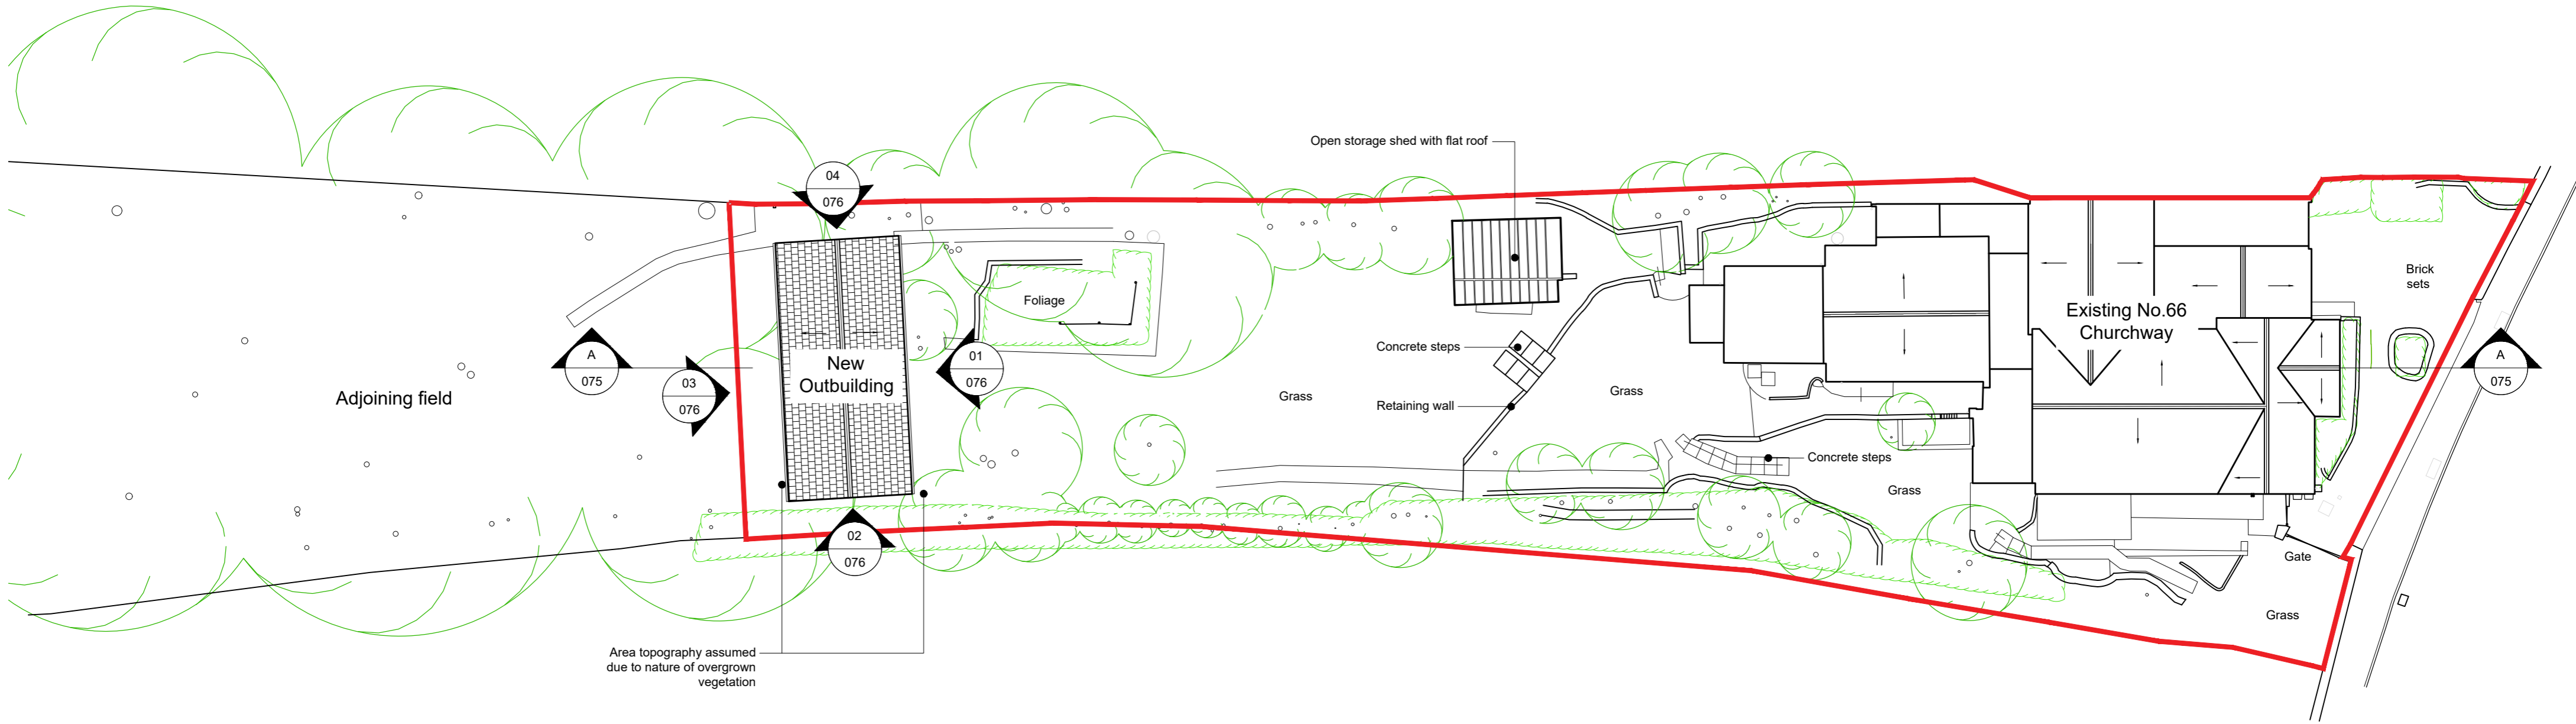 Open storage shed with flat roof
04
076
Foliage
Brick
sets
Existing No.66
Churchway
A
075
03
076
New
Outbuilding
01
076
Concrete steps
Grass
Grass
Retaining wall
A
075
Adjoining field
Concrete steps
Grass
02
076
Gate
Grass
Area topography assumed
due to nature of overgrown
vegetation